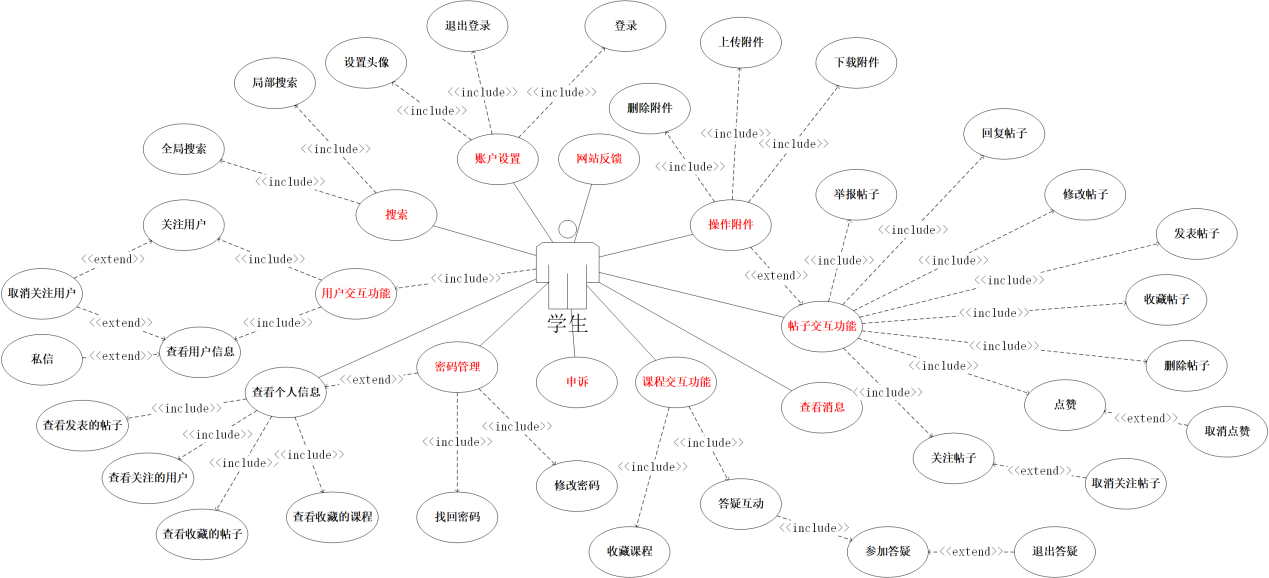 退出登录
登录
上传附件
设置头像
下载附件
局部搜索
<<include>>
<<include>>
删除附件
<<include>>
回复帖子
<<include>>
全局搜索
<<include>>
<<include>>
账户设置
网站反馈
<<include>>
<<include>>
举报帖子
修改帖子
搜索
关注用户
操作附件
<<include>>
发表帖子
<<extend>>
<<include>>
<<include>>
<<include>>
<<extend>>
<<include>>
<<include>>
取消关注用户
用户交互功能
收藏帖子
<<include>>
<<extend>>
<<include>>
学生
帖子交互功能
<<include>>
私信
<<extend>>
查看用户信息
密码管理
<<include>>
删除帖子
<<extend>>
申诉
课程交互功能
查看个人信息
<<include>>
查看消息
点赞
<<include>>
<<extend>>
取消点赞
查看发表的帖子
<<include>>
<<include>>
<<include>>
<<include>>
<<include>>
<<include>>
<<include>>
关注帖子
<<extend>>
查看关注的用户
修改密码
取消关注帖子
查看收藏的课程
找回密码
答疑互动
查看收藏的帖子
<<include>>
收藏课程
参加答疑
<<extend>>
退出答疑